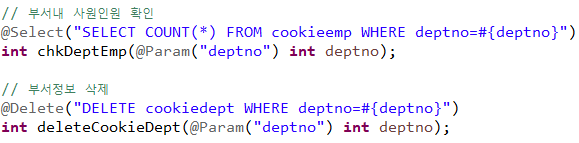 // 부서내 사원인원 확인
@Select("SELECT COUNT(*) FROM cookieemp WHERE deptno=#{deptno}")
int chkDeptEmp(@Param("deptno") int deptno);
// 부서정보 삭제
@Delete("DELETE cookiedept WHERE deptno=#{deptno}")
int deleteCookieDept(@Param("deptno") int deptno);